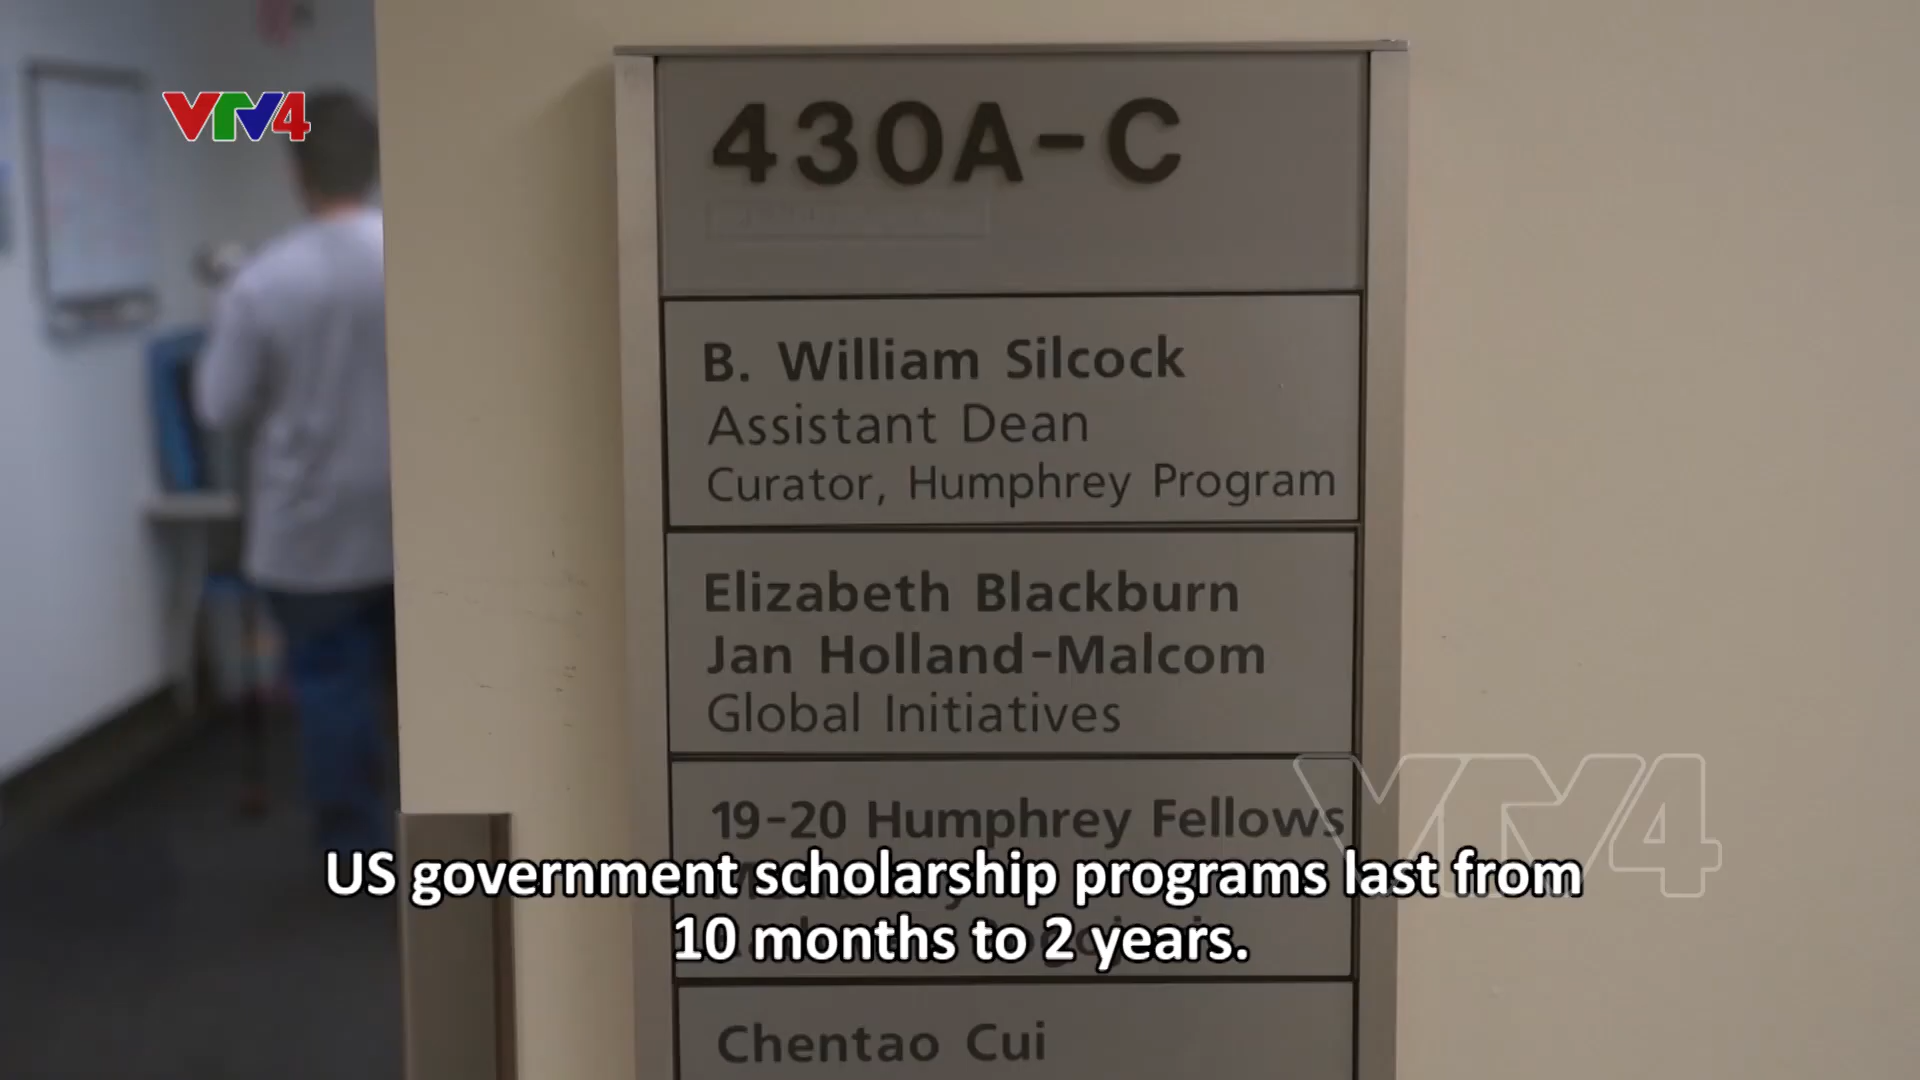 VTV4
430A-C
B. William Silcock
Assistant Dean
Curator, Humphrey Program
Elizabeth Blackburn
Jan Holland-Malcom
Global Initiatives
19-20 Humphrey Fellows
VTV4
US government scholarship programs last from
10 months to 2 years.
Chentao Cui